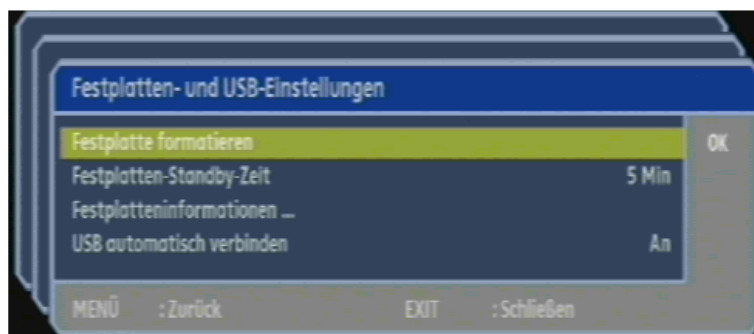 Festplatten- und USB-Einstellungen
Festplatte formatieren OK
Festplatten-Standby-Zeit 5 Min
Festplatteninformationen ...
USB automatisch verbinden An
MENÜ : Zurück EXIT : Schließen